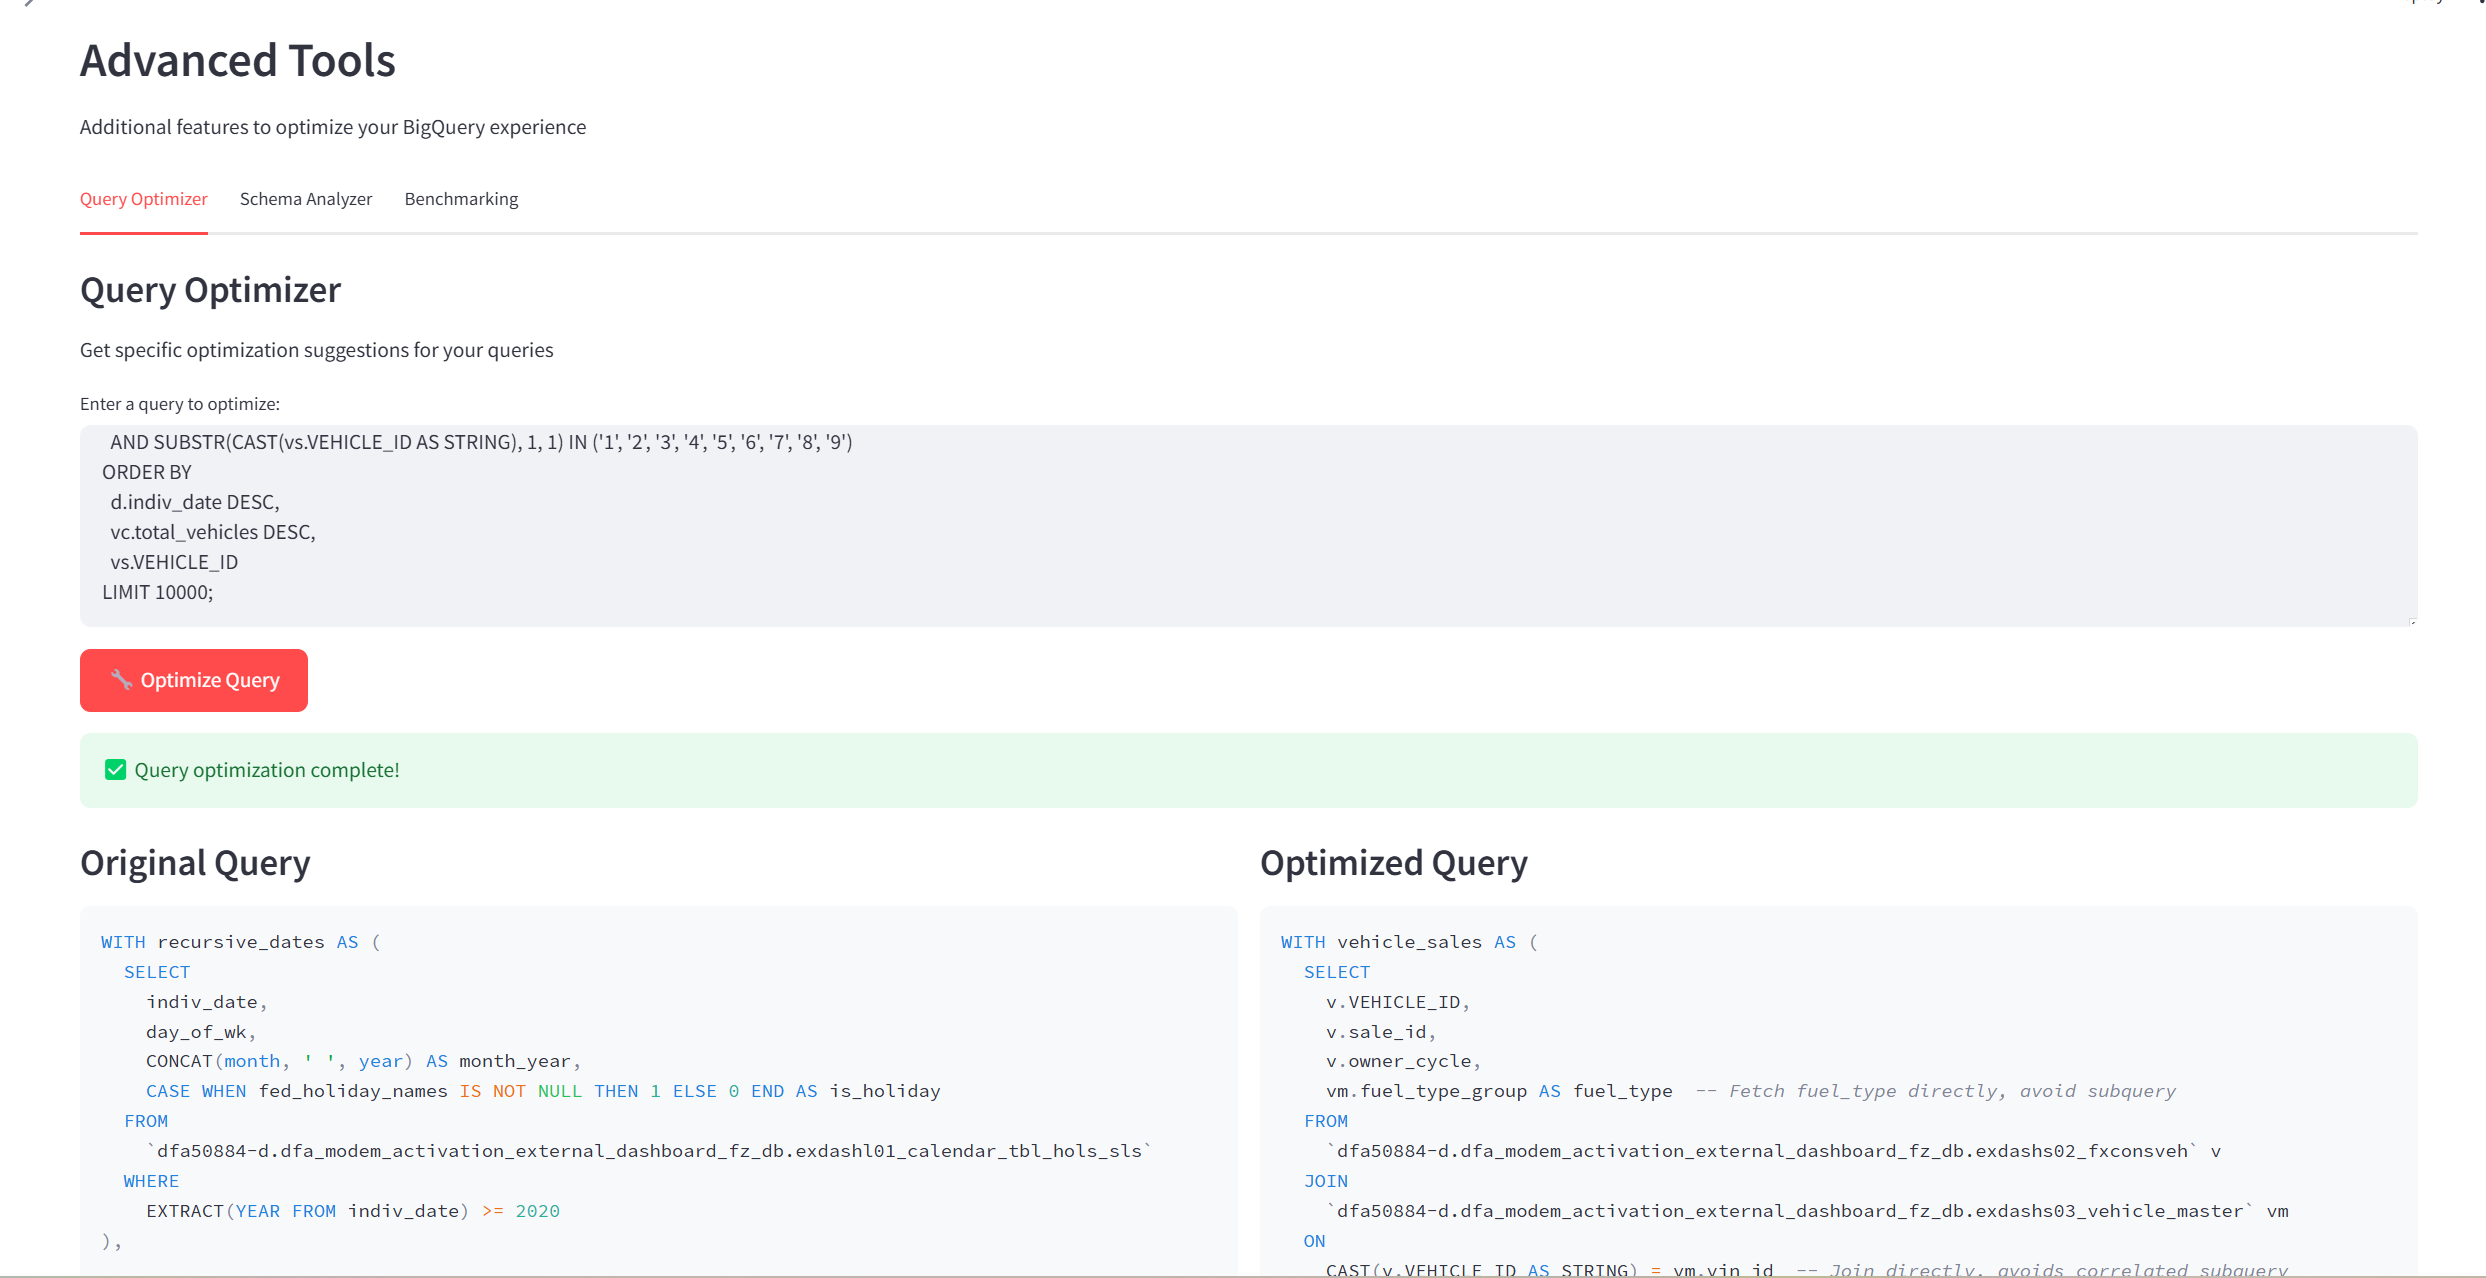 Advanced Tools
Additional features to optimize your BigQuery experience
Query Optimizer
Schema Analyzer
Benchmarking
Query Optimizer
Get specific optimization suggestions for your queries
Enter a query to optimize:
AND SUBSTR(CAST(vs.VEHICLE_ID AS STRING), 1, 1) IN ('1', '2', '3', '4', '5', '6', '7', '8', '9')
ORDER BY
d.indiv_date DESC,
vc.total_vehicles DESC,
vs.VEHICLE_ID
LIMIT 10000;
🔧 Optimize Query
✅ Query optimization complete!
Original Query
WITH recursive_dates AS (
SELECT
indiv_date,
day_of_wk,
CONCAT(month, ' ', year) AS month_year,
CASE WHEN fed_holiday_names IS NOT NULL THEN 1 ELSE 0 END AS is_holiday
FROM
`dfa50884-d.dfa_modem_activation_external_dashboard_fz_db.exdashl01_calendar_tbl_hols_sls`
WHERE
EXTRACT(YEAR FROM indiv_date) >= 2020
),
Optimized Query
WITH vehicle_sales AS (
SELECT
v.VEHICLE_ID,
v.sale_id,
v.owner_cycle,
vm.fuel_type_group AS fuel_type -- Fetch fuel_type directly, avoid subquery
FROM
`dfa50884-d.dfa_modem_activation_external_dashboard_fz_db.exdashs02_fxconsveh` v
JOIN
`dfa50884-d.dfa_modem_activation_external_dashboard_fz_db.exdashs03_vehicle_master` vm
ON
CAST(v.VEHICLE_ID AS STRING) = vm.vin_id -- Join directly, avoids correlated subquery